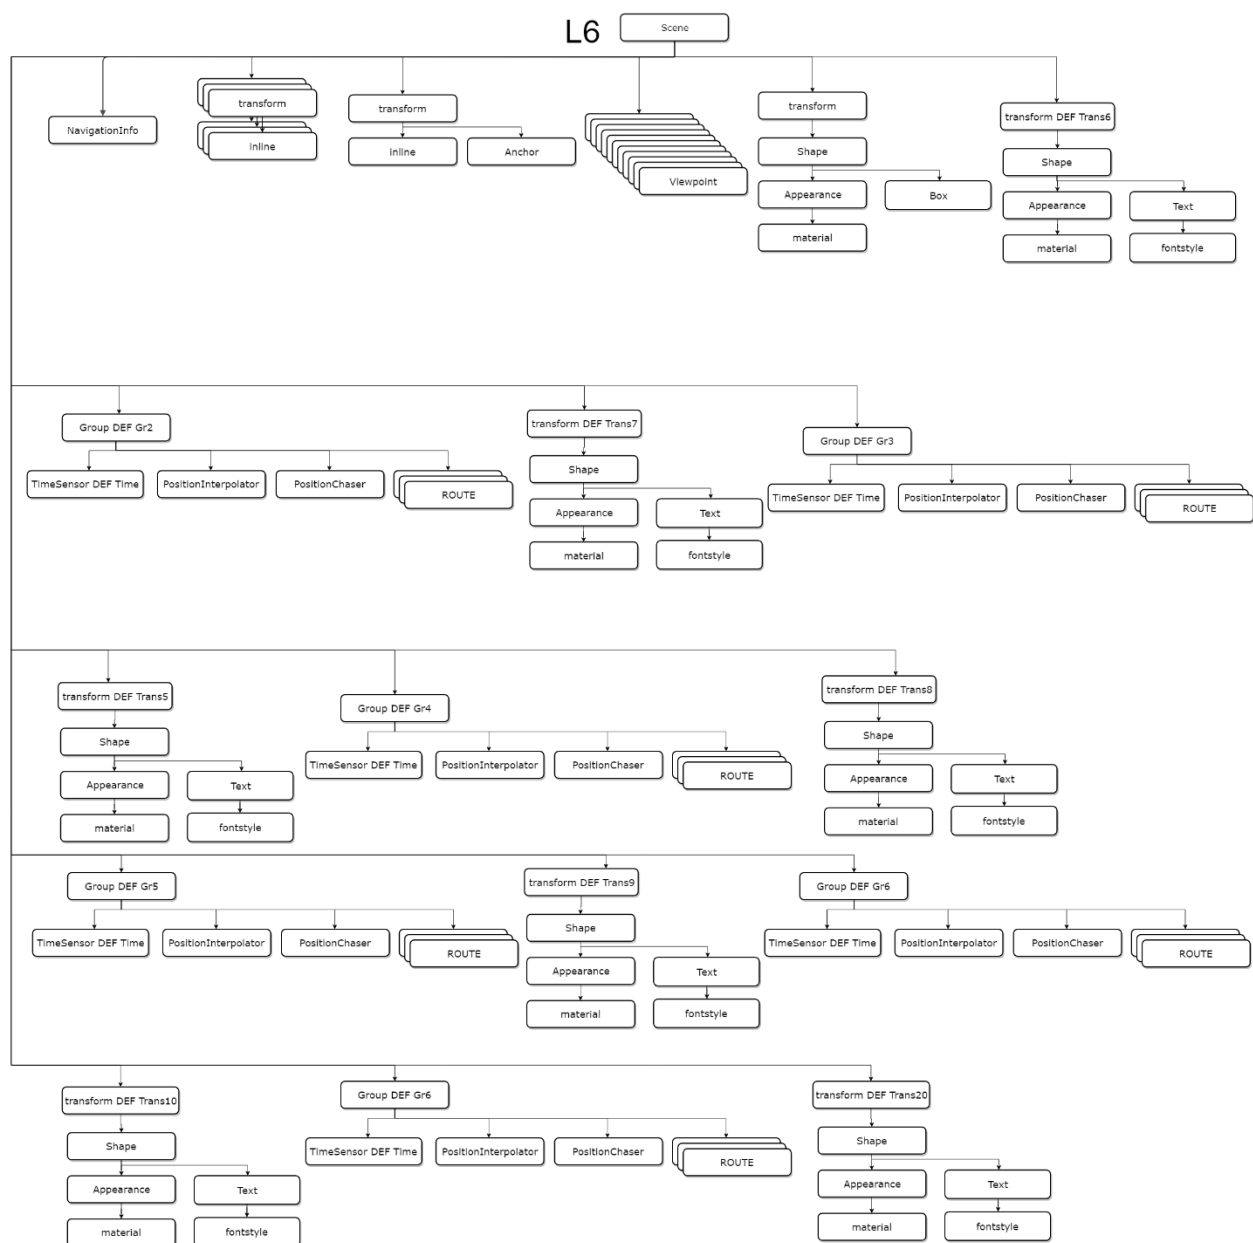 L6
Scene
NavigationInfo
transform
inline
transform
inline
Anchor
Viewpoint
transform
Shape
Appearance
Box
material
transform DEF Trans6
Shape
Appearance
Text
material
fontstyle
Group DEF Gr2
TimeSensor DEF Time
PositionInterpolator
PositionChaser
ROUTE
transform DEF Trans7
Shape
Appearance
Text
material
fontstyle
Group DEF Gr3
TimeSensor DEF Time
PositionInterpolator
PositionChaser
ROUTE
transform DEF Trans5
Shape
Appearance
Text
material
fontstyle
Group DEF Gr4
TimeSensor DEF Time
PositionInterpolator
PositionChaser
ROUTE
transform DEF Trans8
Shape
Appearance
Text
material
fontstyle
Group DEF Gr5
TimeSensor DEF Time
PositionInterpolator
PositionChaser
ROUTE
transform DEF Trans9
Shape
Appearance
Text
material
fontstyle
Group DEF Gr6
TimeSensor DEF Time
PositionInterpolator
PositionChaser
ROUTE
transform DEF Trans10
Shape
Appearance
Text
material
fontstyle
Group DEF Gr6
TimeSensor DEF Time
PositionInterpolator
PositionChaser
ROUTE
transform DEF Trans20
Shape
Appearance
Text
material
fontstyle